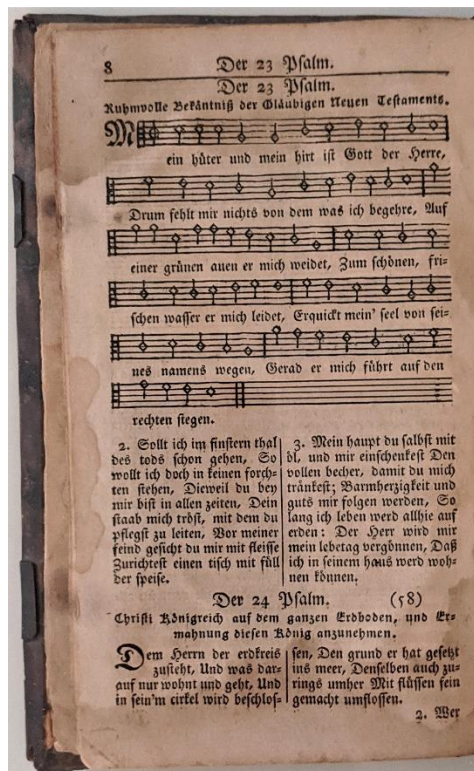 8 Der 23 Psalm.
Der 23 Psalm.
Ruhmvolle Bekäntniß der Gläubigen Neuen Testaments.
Mein hüter und mein hirt ist Gott der Herre,
Drum fehlt mir nichts von dem was ich begehre, Auf
einer grünen auen er mich weidet, Zum schönen, fri-
schen wasser er mich leidet, Erquickt mein' seel von sei-
nes namens wegen, Gerad er mich führt auf den
rechten stegen.
2. Sollt ich im finstern thal
des tods schon gehen, So
wollt ich doch in keinen forch-
ten stehen, Dieweil du bey
mir bist in allen zeiten, Dein
staab mich tröst, mit dem du
pflegst zu leiten, Vor meiner
feind gesicht du mir mit fleisse
Zurichtest einen tisch mit füll
der speise.
3. Mein haupt du salbst mit
öl, und mir einschenkest Den
vollen becher, damit du mich
tränkest; Barmherzigkeit und
guts mir folgen werden, So
lang ich leben werd allhie auf
erden: Der Herr wird mir
mein lebetag vergönnen, Daß
ich in seinem haus werd woh-
nen können.
Der 24 Psalm. (58)
Christi Königreich auf dem ganzen Erdboden, und Er-
mahnung diesen König anzunehmen.
Dem Herrn der erdkreis
zusteht, Und was dar-
auf nur wohnt und geht, Und
in sein'm cirkel wird beschlos-
sen, Den grund er hat gesetzt
ins meer, Denselben auch zu-
rings umher Mit flüssen fein
gemacht umflossen.
2. Wer